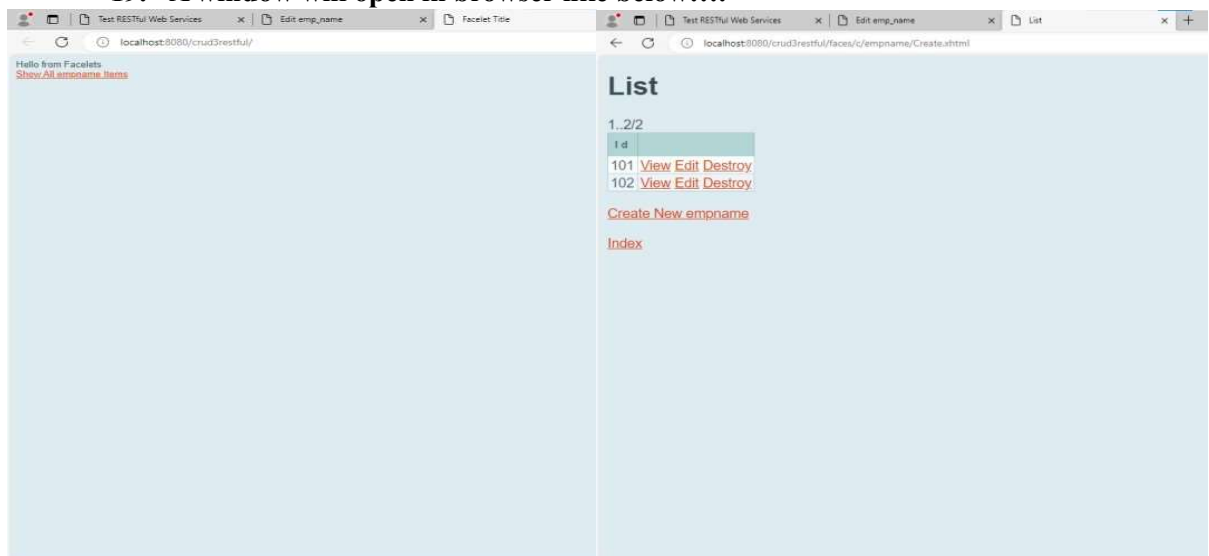 19. A window will open in browser like below….
Test RESTful Web Services × Edit emp_name × Facelet Title
localhost:8080/crud3restful/
Hello from Facelets
Show All empname Items
Test RESTful Web Services × Edit emp_name × List × +
localhost:8080/crud3restful/faces/c/empname/Create.xhtml
List
1..2/2
Id
101 View Edit Destroy
102 View Edit Destroy
Create New empname
Index